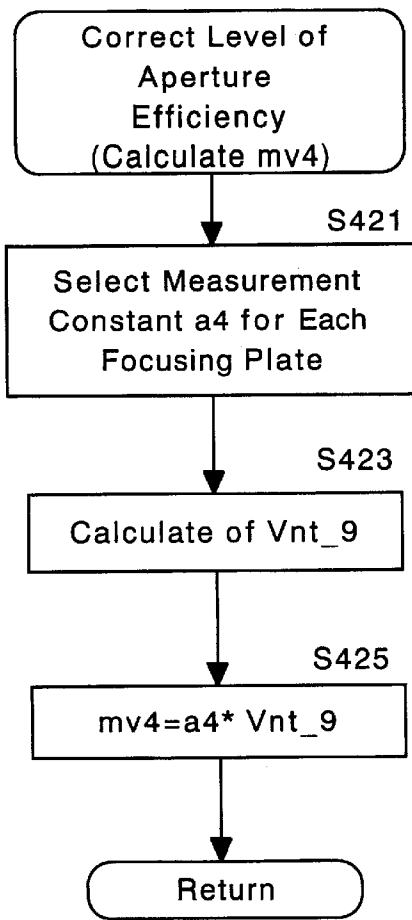 Correct Level of
Aperture
Efficiency
(Calculate mv4)
S421
Select Measurement
Constant a4 for Each
Focusing Plate
S423
Calculate of Vnt_9
S425
mv4=a4* Vnt_9
Return